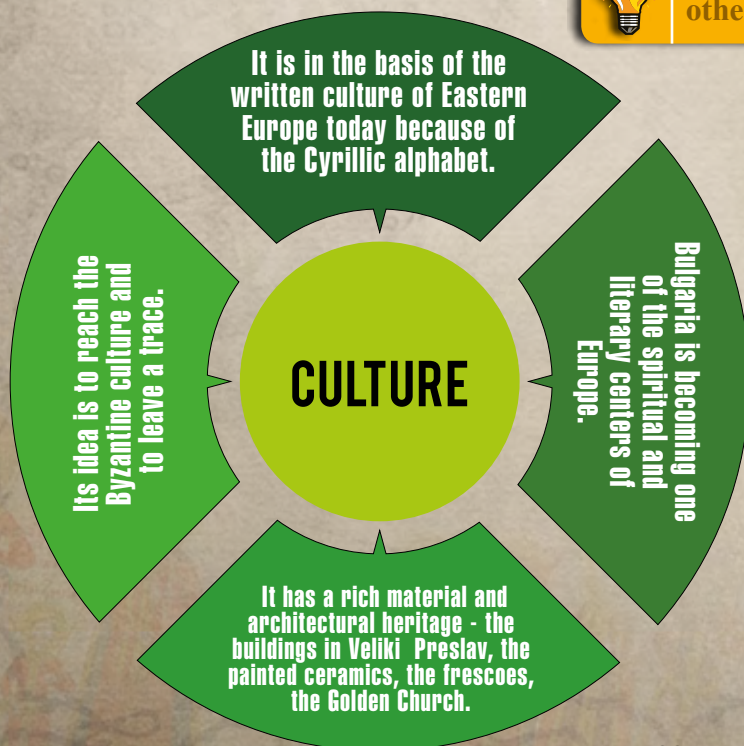 othe
It is in the basis of the
written culture of Eastern
Europe today because of
the Cyrillic alphabet.
Its idea is to reach the
Byzantine culture and
to leave a trace.
CULTURE
Bulgaria is becoming one
of the spiritual and
literary centers of
Europe.
It has a rich material and
architectural heritage - the
buildings in Veliki  Preslav, the
painted ceramics, the frescoes,
the Golden Church.